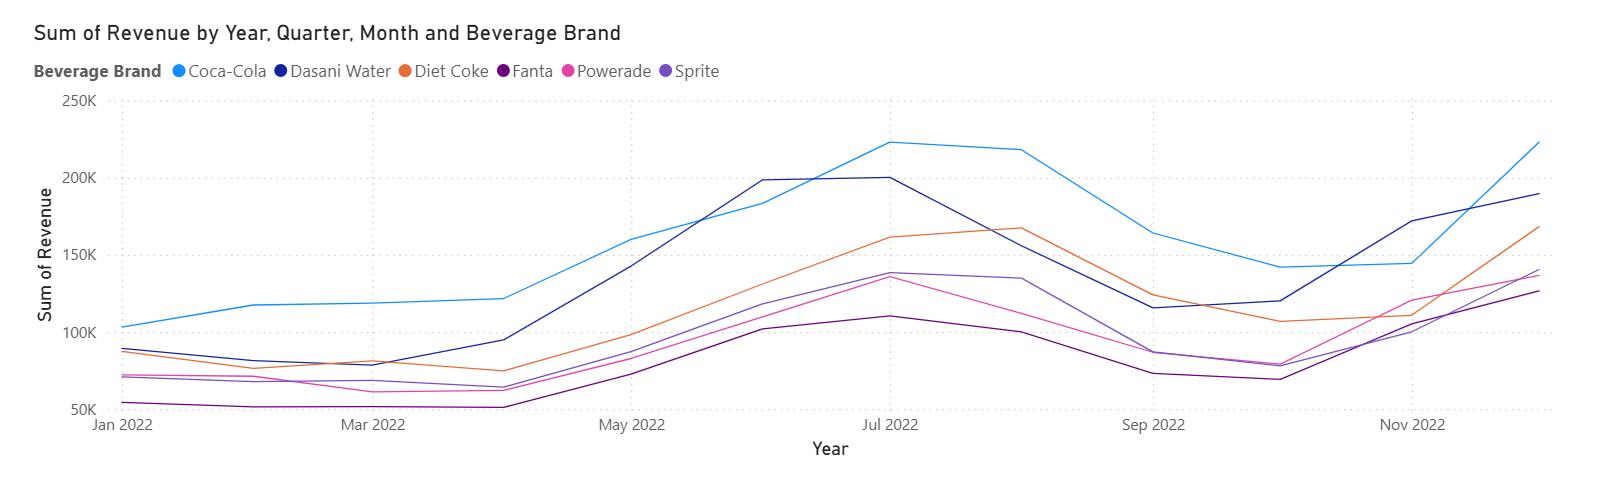 Sum of Revenue by Year, Quarter, Month and Beverage Brand
Beverage Brand Coca-Cola Dasani Water Diet Coke Fanta Powerade Sprite
250K
200K
150K
100K
50K
Sum of Revenue
Jan 2022 Mar 2022 May 2022 Jul 2022 Sep 2022 Nov 2022
Year